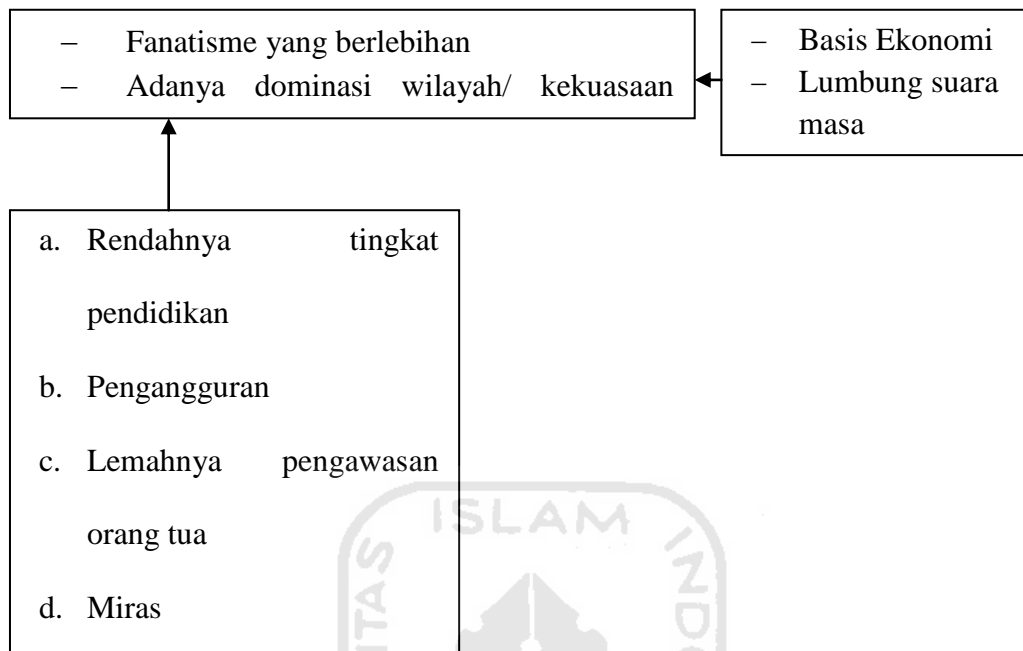 – Fanatisme yang berlebihan
– Adanya dominasi wilayah/ kekuasaan
– Basis Ekonomi
– Lumbung suara
masa
a. Rendahnya tingkat
pendidikan
b. Pengangguran
c. Lemahnya pengawasan
orang tua
d. Miras
ISLAM